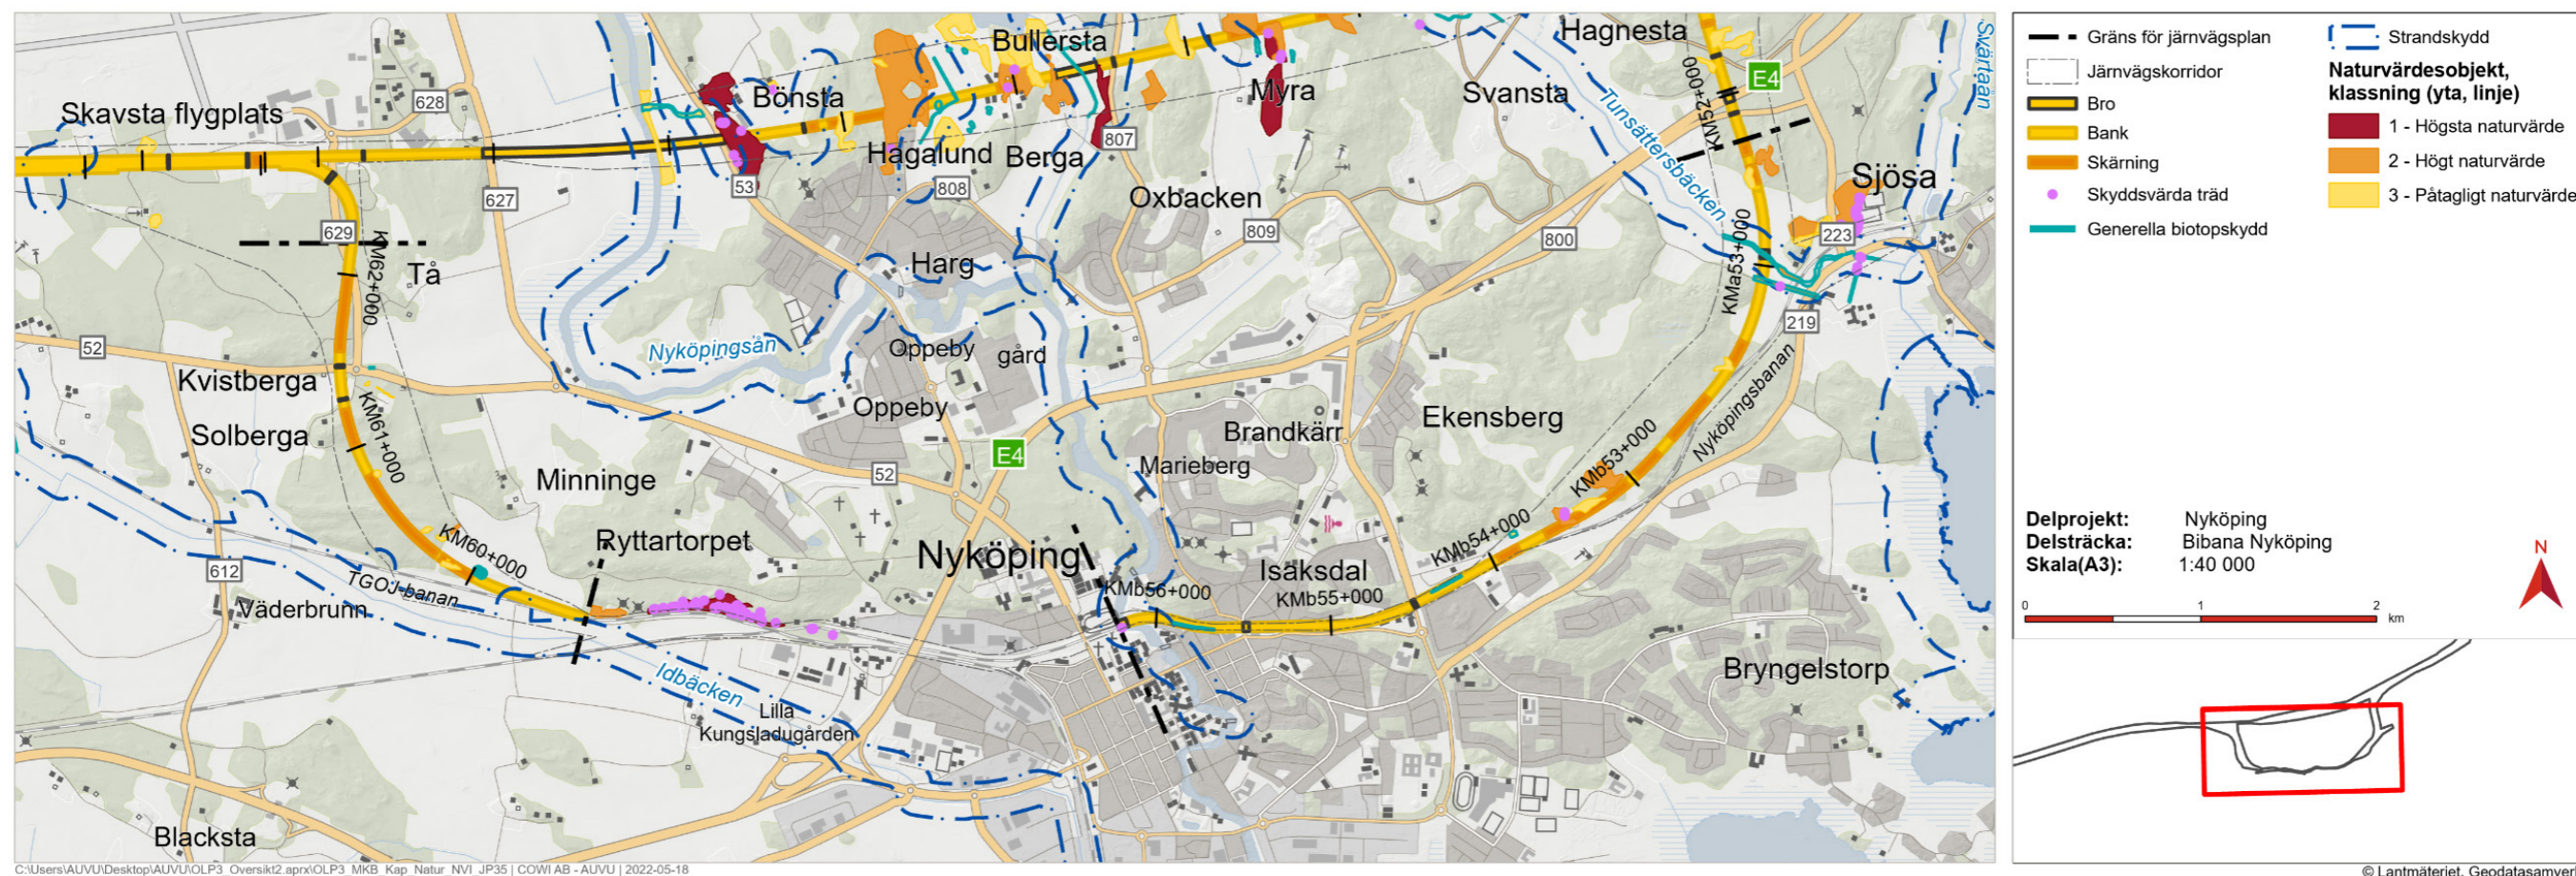 Skavsta flygplats
628
Bönsta
Bullersta
Hagnesta
E4
Svärtaån
KM52+000
Myra
Svansta
Tunsättersbäcken
807
Hagalund
Berga
808
53
627
629
KM62+000
Tå
Oxbacken
809
800
Sjösa
223
KMa53+000
219
Harg
Nyköpingsån
Oppeby
gård
52
Kvistberga
Solberga
KM61+000
Oppeby
Brandkärr
Ekensberg
Nyköpingsbanan
Marieberg
E4
52
Minninge
KMb53+000
KM60+000
Ryttartorpet
Nyköping
KMb54+000
Isaksdal
KMb55+000
KMb56+000
612
TGOJ-banan
Väderbrunn
Idbäcken
Lilla
Kungsladugården
Bryngelstorp
Blacksta
C:\Users\AUVU\Desktop\AUVU\OLP3_Oversikt2.aprx\OLP3_MKB_Kap_Natur_NVI_JP35 | COWI AB - AUVU | 2022-05-18
Gräns för järnvägsplan
Järnvägskorridor
Bro
Bank
Skärning
Skyddsvärda träd
Generella biotopskydd
Strandskydd
Naturvärdesobjekt,
klassning (yta, linje)
1 - Högsta naturvärde
2 - Högt naturvärde
3 - Påtagligt naturvärde
Delprojekt: Nyköping
Delsträcka: Bibana Nyköping
Skala(A3): 1:40 000
N
0 1 2
km
© Lantmäteriet, Geodatasamver